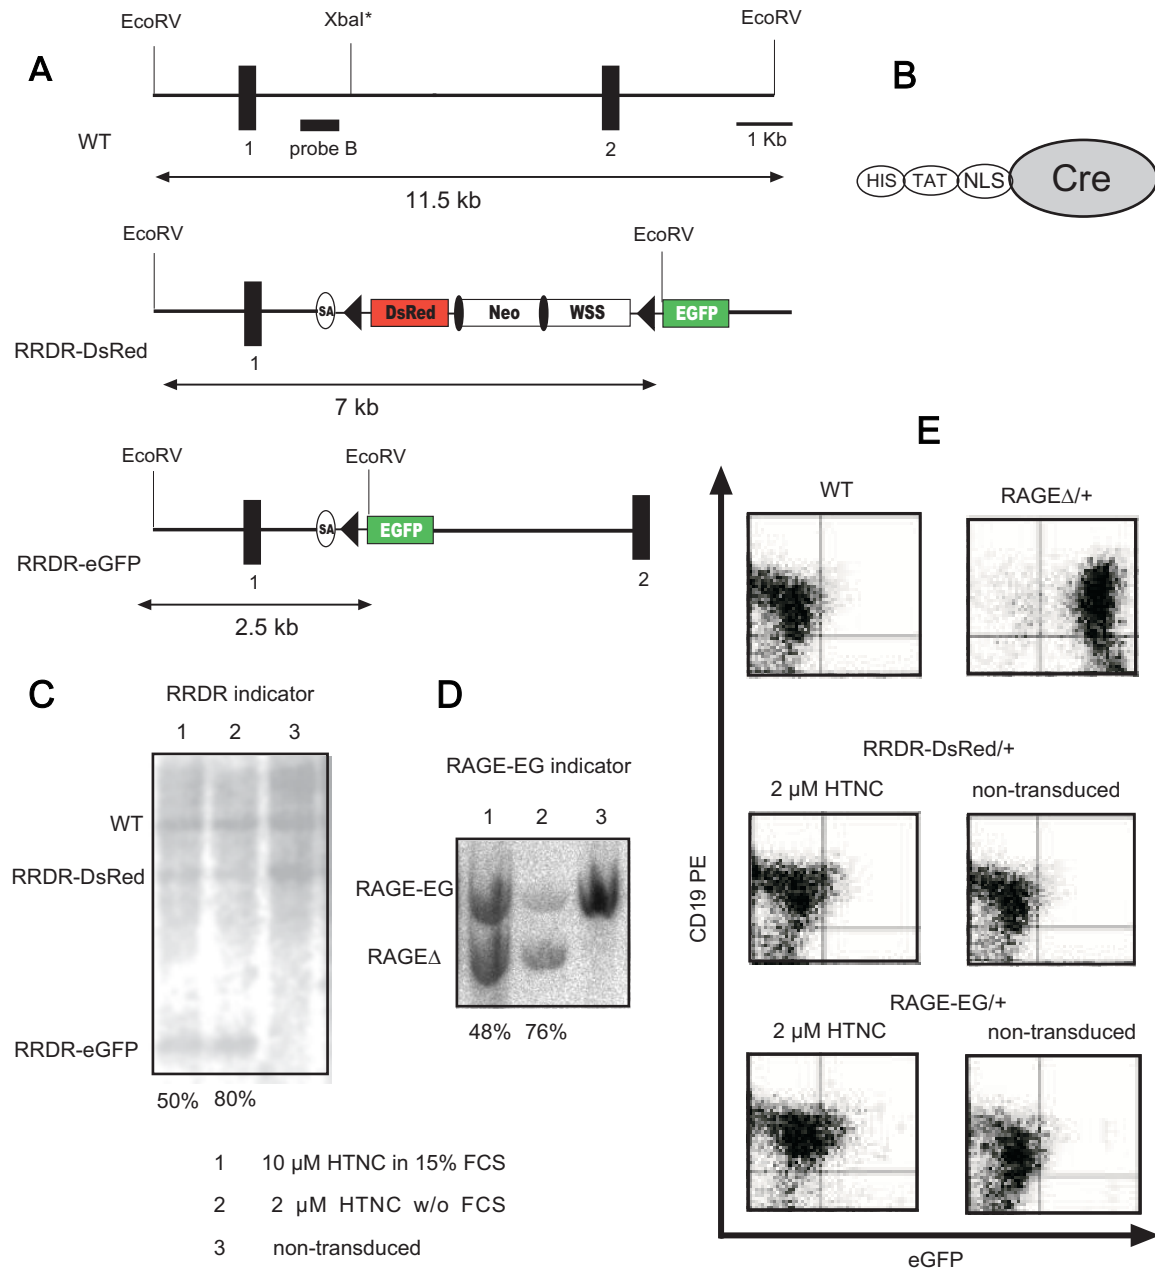 A
EcoRV
XbaI*
EcoRV
1
probe B
2
1 Kb
WT
11.5 kb
EcoRV
EcoRV
SA
DsRed
Neo
WSS
EGFP
1
RRDR-DsRed
7 kb
EcoRV
EcoRV
SA
EGFP
RRDR-eGFP
1
2
2.5 kb
B
HIS
TAT
NLS
Cre
C
RRDR indicator
1 2 3
WT
RRDR-DsRed
RRDR-eGFP
50% 80%
D
RAGE-EG indicator
1 2 3
RAGE-EG
RAGEΔ
48% 76%
1 10 µM HTNC in 15% FCS
2 2 µM HTNC w/o FCS
3 non-transduced
E
WT
RAGEΔ/+
RRDR-DsRed/+
2 µM HTNC
non-transduced
RAGE-EG/+
2 µM HTNC
non-transduced
CD19 PE
eGFP